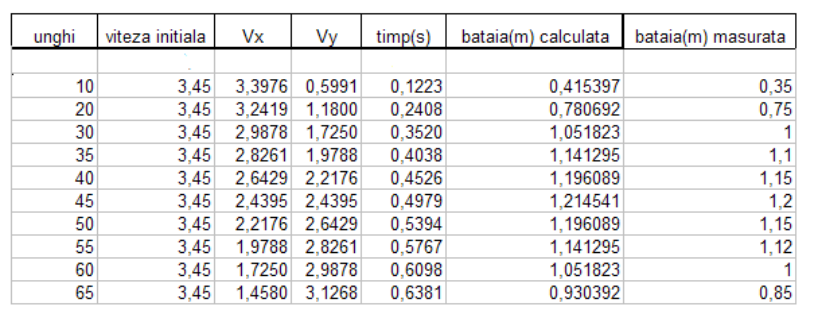 unghi viteza initiala Vx Vy timp(s) bataia(m) calculata bataia(m) masurata
10 3,45 3,3976 0,5991 0,1223 0,415397 0,35
20 3,45 3,2419 1,1800 0,2408 0,780692 0,75
30 3,45 2,9878 1,7250 0,3520 1,051823 1
35 3,45 2,8261 1,9788 0,4038 1,141295 1,1
40 3,45 2,6429 2,2176 0,4526 1,196089 1,15
45 3,45 2,4395 2,4395 0,4979 1,214541 1,2
50 3,45 2,2176 2,6429 0,5394 1,196089 1,15
55 3,45 1,9788 2,8261 0,5767 1,141295 1,12
60 3,45 1,7250 2,9878 0,6098 1,051823 1
65 3,45 1,4580 3,1268 0,6381 0,930392 0,85